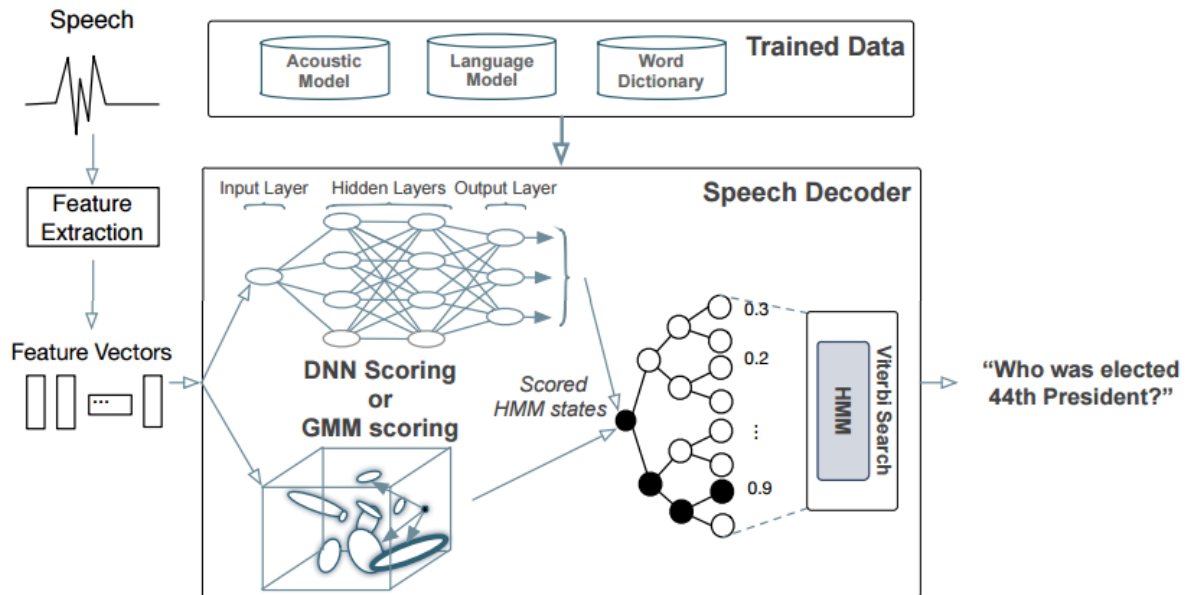 Speech
Trained Data
Acoustic
Model
Language
Model
Word
Dictionary
Feature
Extraction
Feature Vectors
...
Speech Decoder
Input Layer
Hidden Layers
Output Layer
DNN Scoring
or
GMM scoring
Scored
HMM states
0.3
0.2
...
0.9
Viterbi Search
HMM
“Who was elected
44th President?”